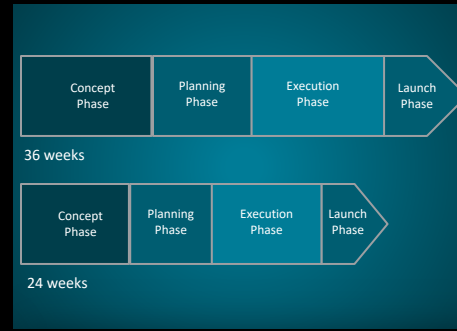 Concept
Phase
Planning
Phase
Execution
Phase
Launch
Phase
36 weeks
Concept
Phase
Planning
Phase
Execution
Phase
Launch
Phase
24 weeks